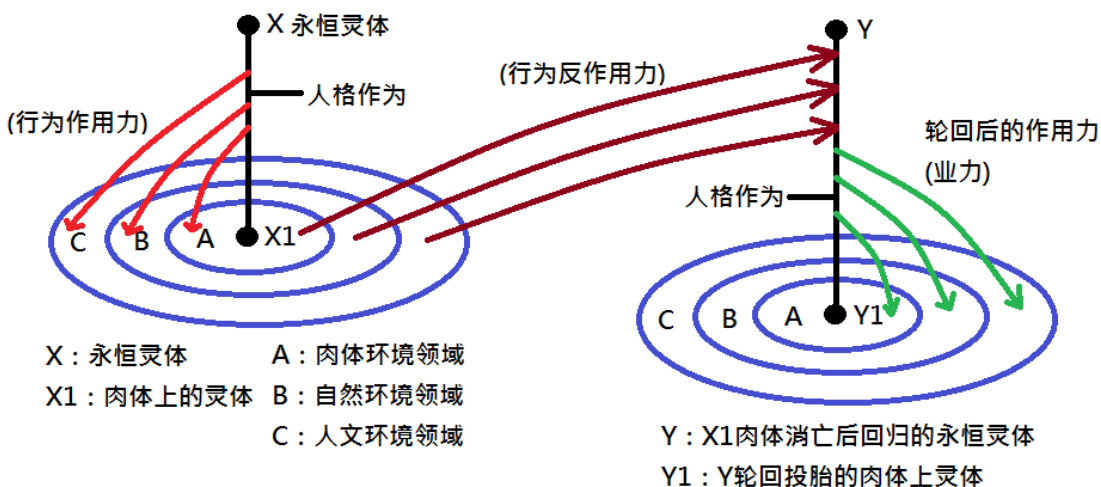 X 永恒灵体
Y
(行为反作用力)
人格作为
(行为作用力)
轮回后的作用力
(业力)
人格作为
C B A X1
C B A Y1
X：永恒灵体 A：肉体环境领域
X1：肉体上的灵体 B：自然环境领域
C：人文环境领域
Y：X1肉体消亡后回归的永恒灵体
Y1：Y轮回投胎的肉体上灵体